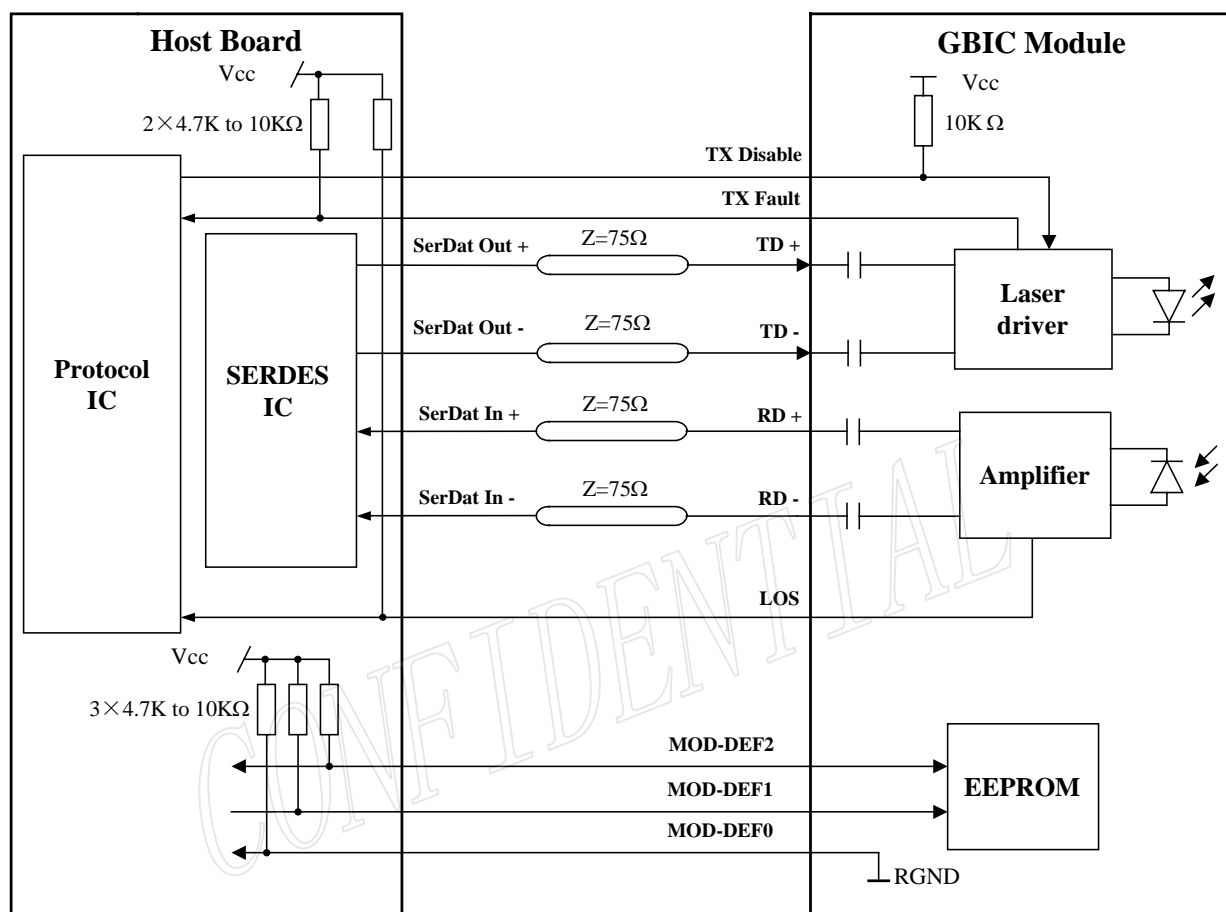 Host Board
GBIC Module
Vcc
Vcc
2×4.7K to 10KΩ
10K Ω
TX Disable
TX Fault
SerDat Out +
Z=75Ω
TD +
Laser
driver
SerDat Out -
Z=75Ω
TD -
Protocol
IC
SERDES
IC
SerDat In +
Z=75Ω
RD +
Amplifier
SerDat In -
Z=75Ω
RD -
LOS
Vcc
3×4.7K to 10KΩ
MOD-DEF2
EEPROM
MOD-DEF1
MOD-DEF0
RGND
CONFIDENTIAL